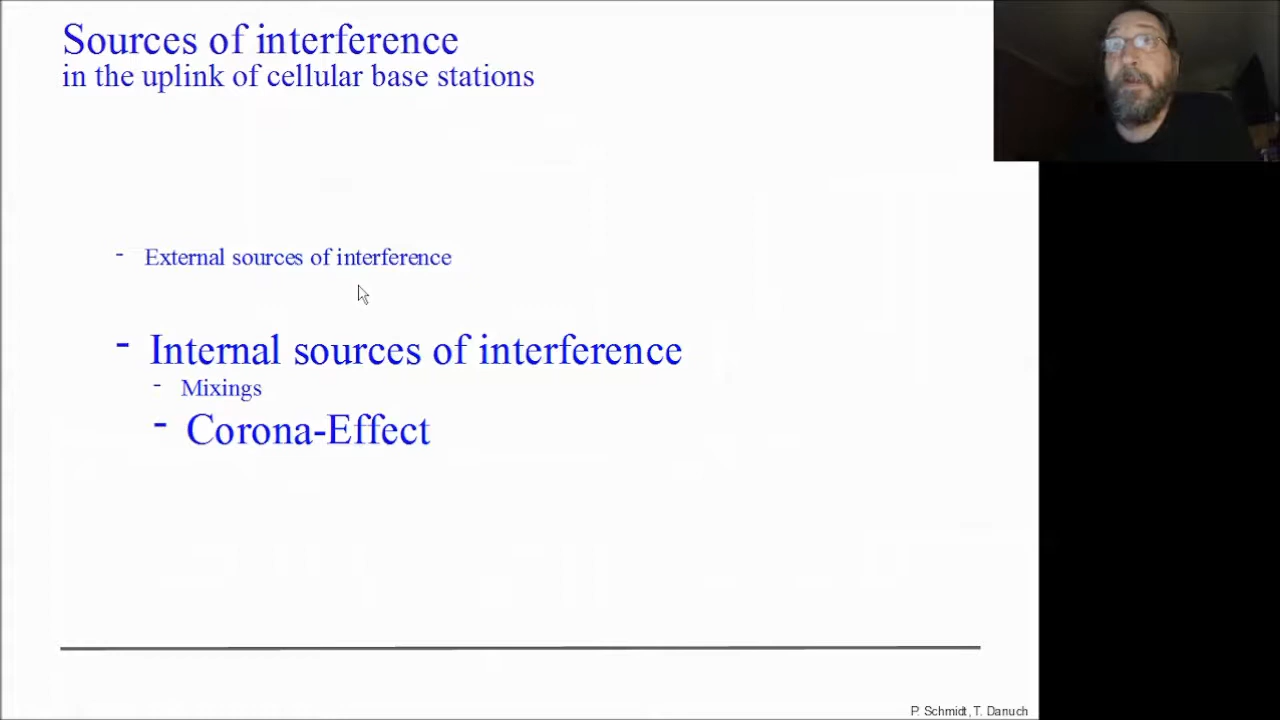 Sources of interference
in the uplink of cellular base stations
- External sources of interference
- Internal sources of interference
- Mixings
- Corona-Effect
P. Schmidt, T. Danuch